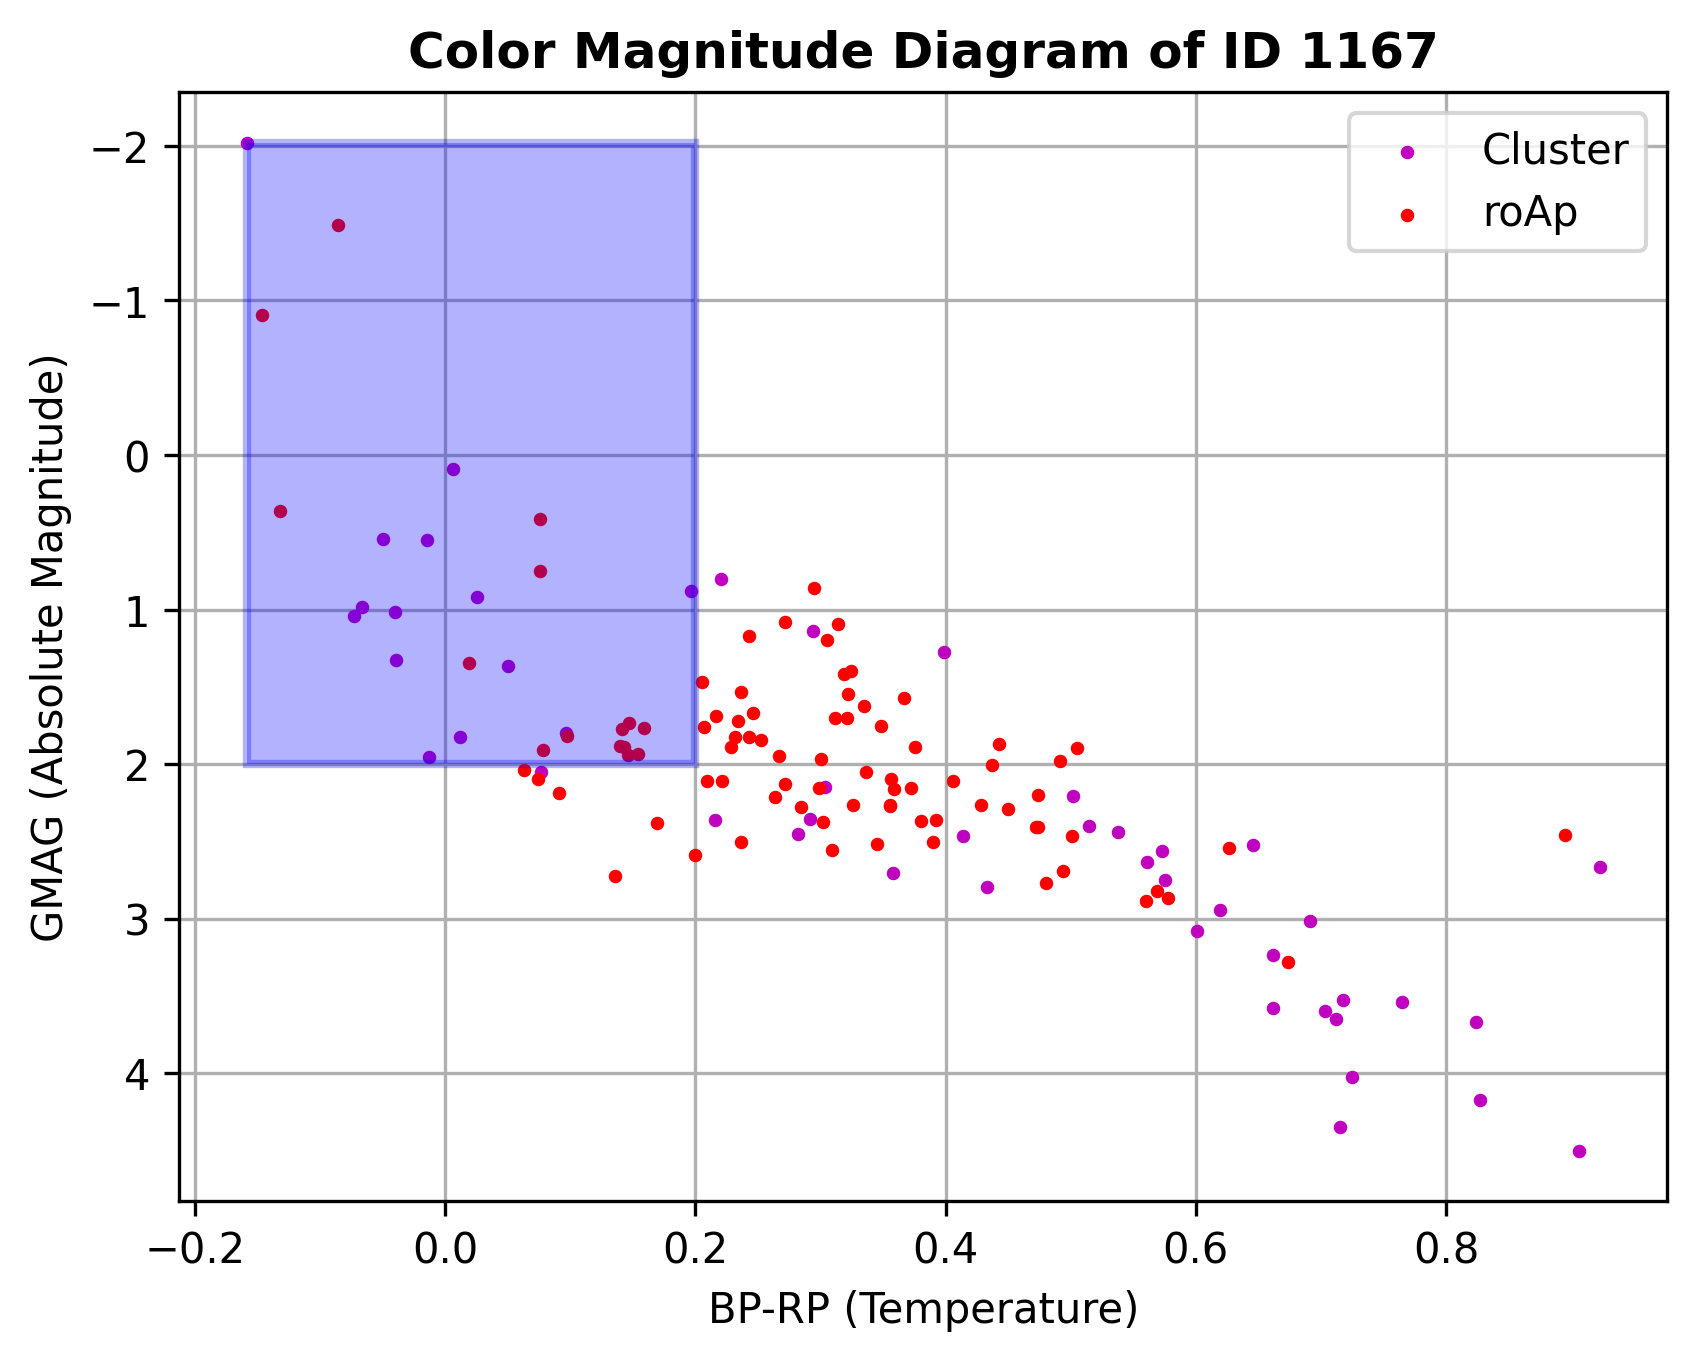 Color Magnitude Diagram of ID 1167
Cluster
roAp
GMAG (Absolute Magnitude)
−2
−1
0
1
2
3
4
−0.2 0.0 0.2 0.4 0.6 0.8
BP-RP (Temperature)